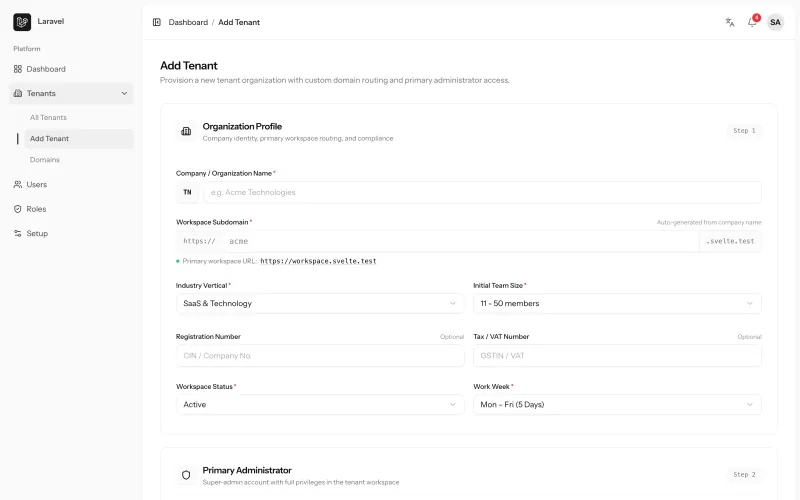 Laravel
Dashboard / Add Tenant
4
SA
Platform
Dashboard
Tenants
All Tenants
Add Tenant
Domains
Users
Roles
Setup
Add Tenant
Provision a new tenant organization with custom domain routing and primary administrator access.
Organization Profile
Company identity, primary workspace routing, and compliance
Step 1
Company / Organization Name*
TN
e.g. Acme Technologies
Workspace Subdomain*
Auto-generated from company name
https:// acme .svelte.test
Primary workspace URL: https://workspace.svelte.test
Industry Vertical* Initial Team Size*
SaaS & Technology 11 - 50 members
Registration Number Optional Tax / VAT Number Optional
CIN / Company No. GSTIN / VAT
Workspace Status* Work Week*
Active Mon – Fri (5 Days)
Primary Administrator
Super-admin account with full privileges in the tenant workspace
Step 2